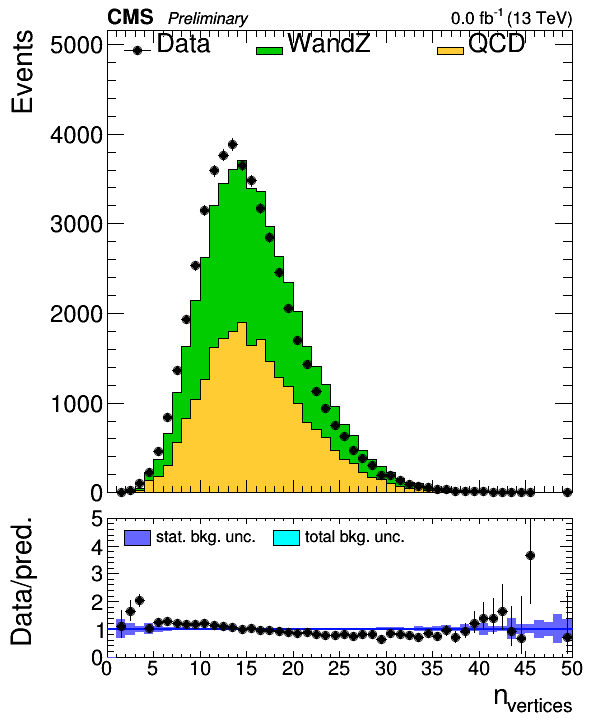 CMS Preliminary 0.0 fb⁻¹ (13 TeV)
Data WandZ QCD
Events
5000
4000
3000
2000
1000
0
Data/pred.
stat. bkg. unc. total bkg. unc.
5
4
3
2
1
0
0 5 10 15 20 25 30 35 40 45 50
n_vertices